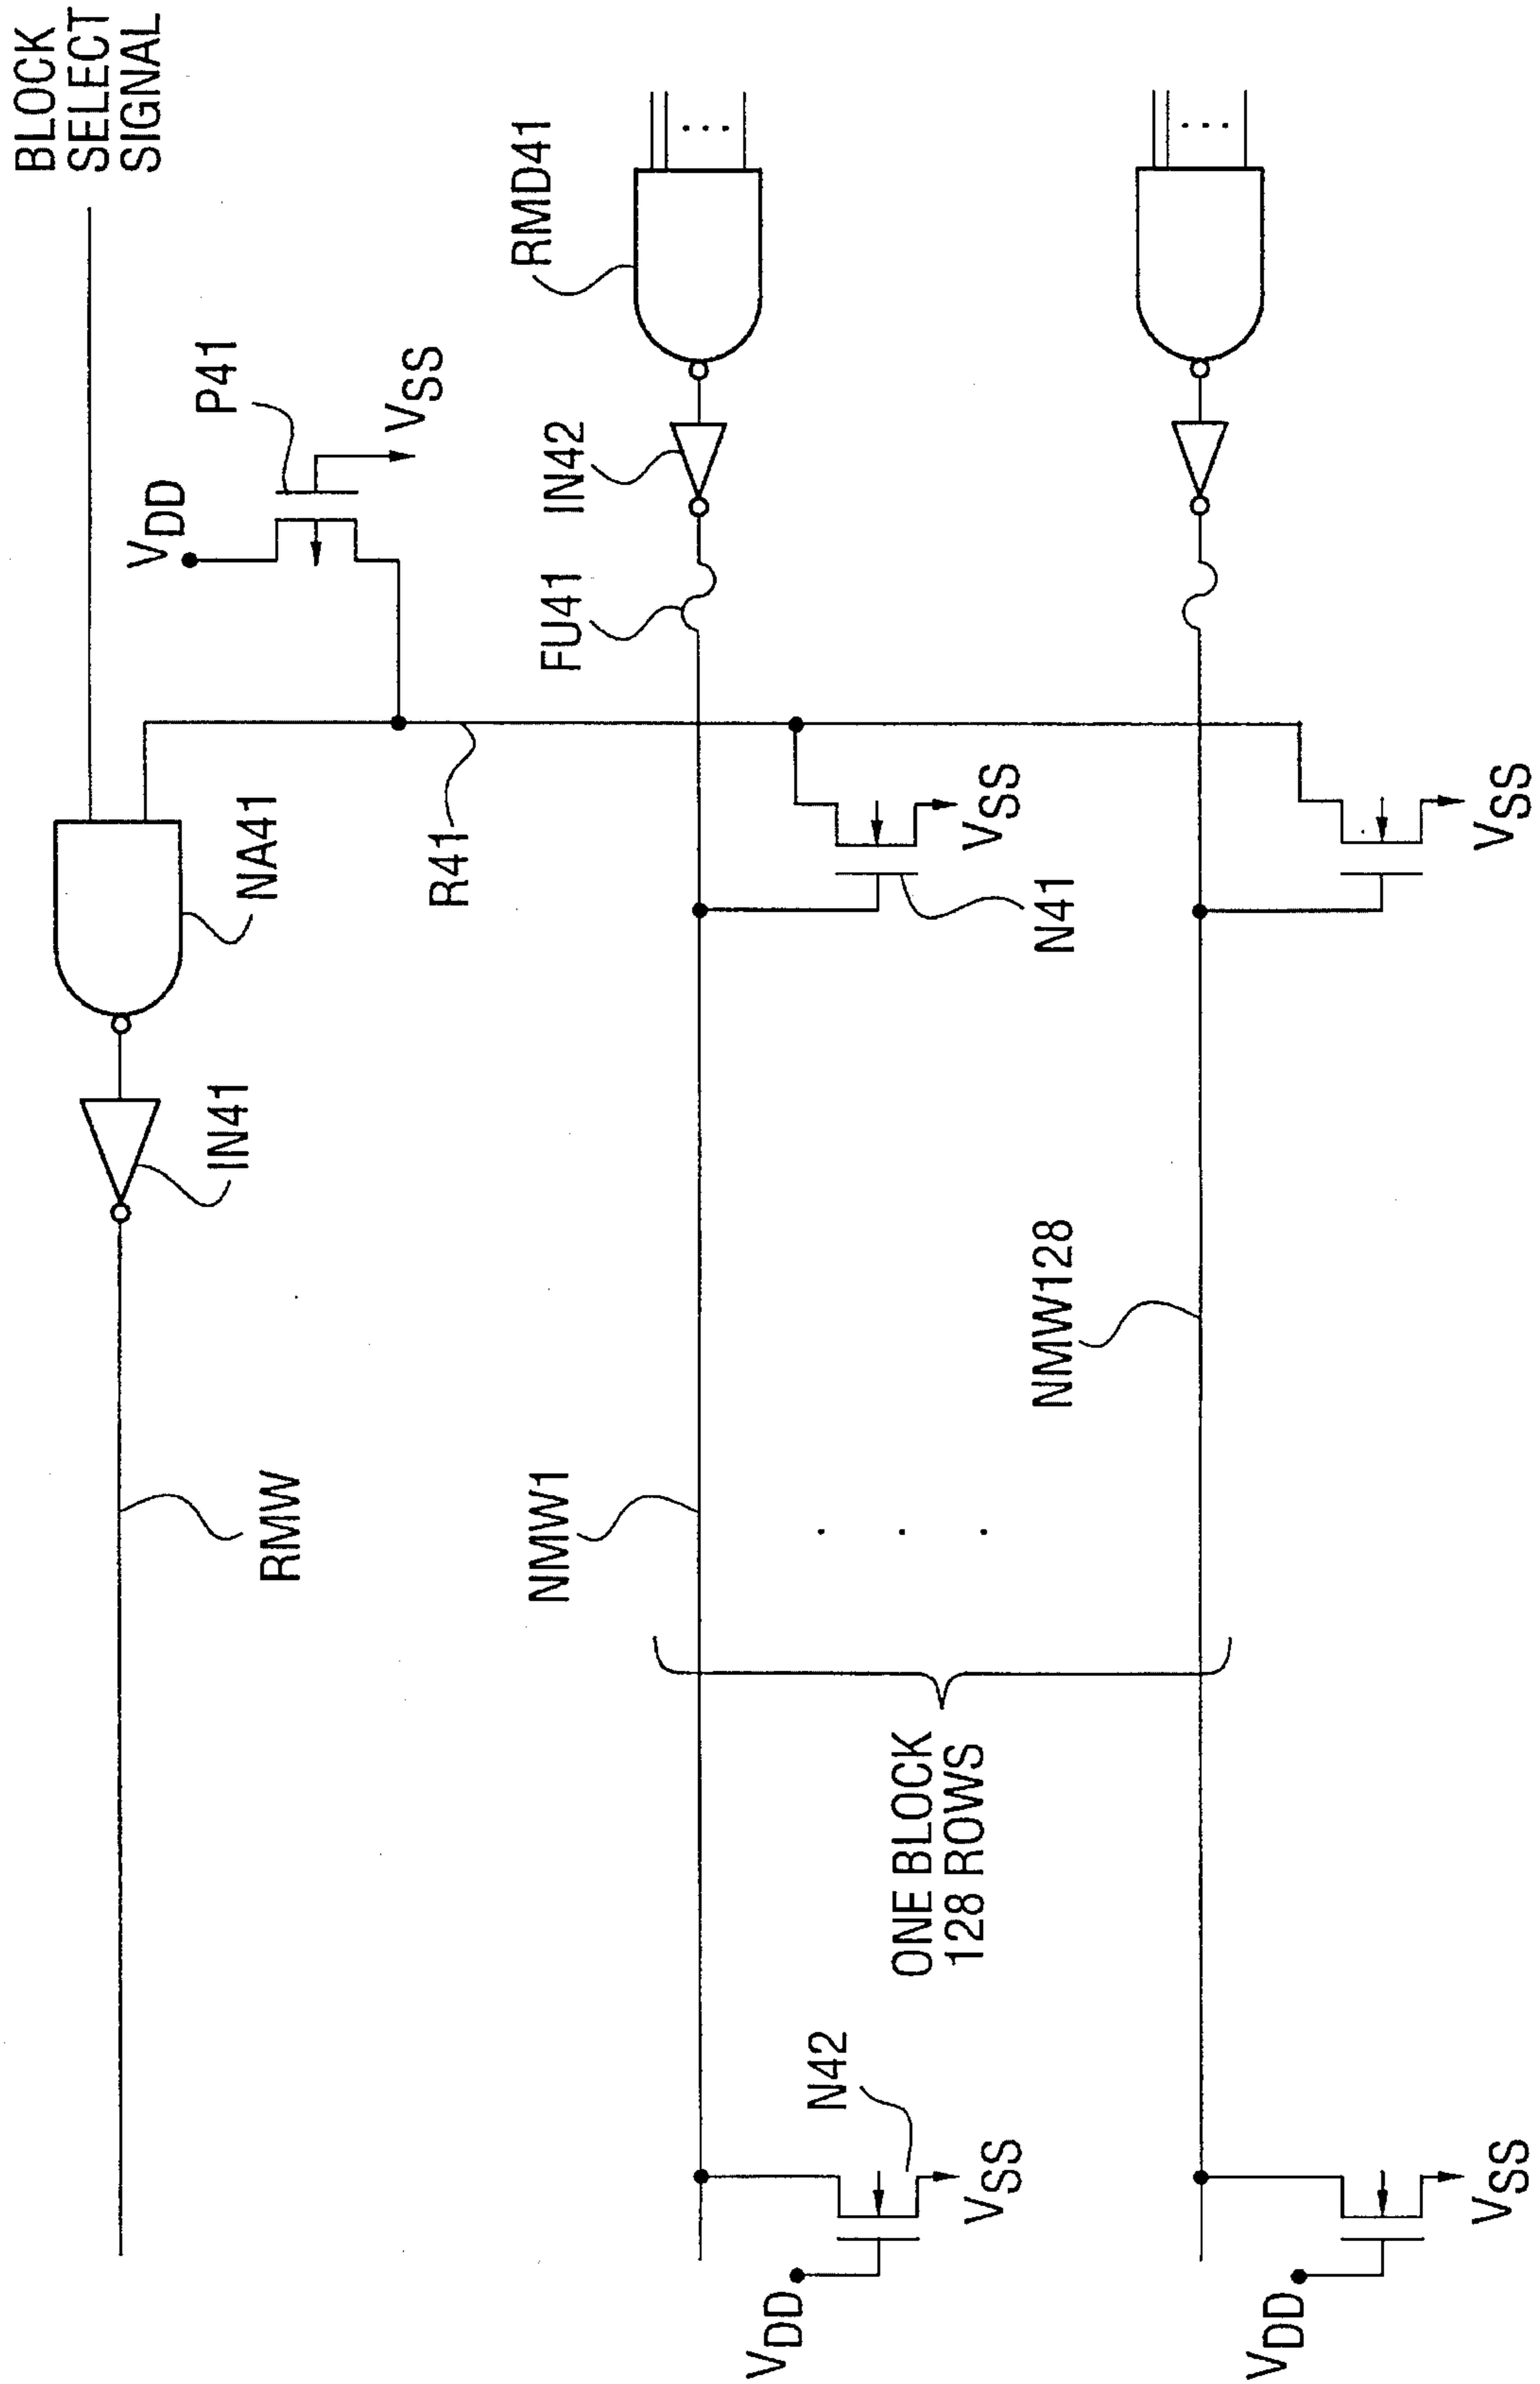 BLOCK
SELECT
SIGNAL
P41
VDD
VSS
RMD41
IN42
FU41
NA41
R41
VSS
VSS
N41
IN41
RMW
NMW1
NMW128
ONE BLOCK
128 ROWS
N42
VSS
VSS
VDD
VDD